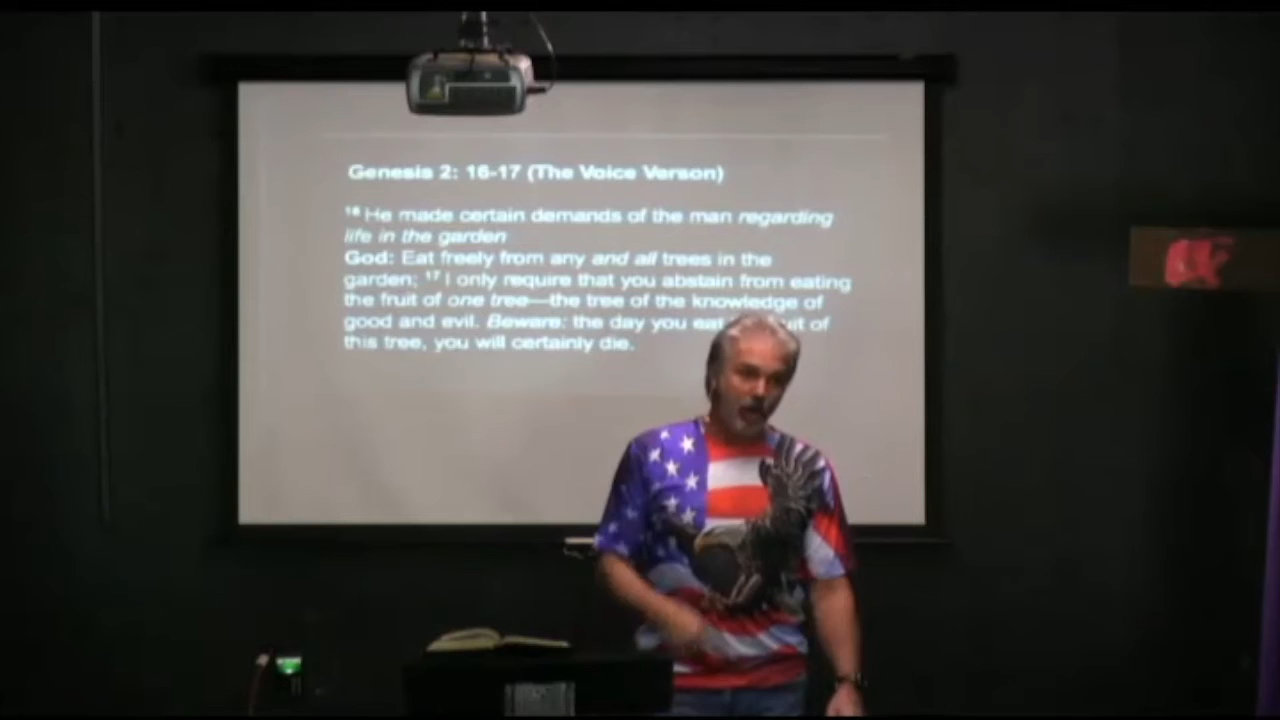 Genesis 2: 16-17 (The Voice Verson)
16 He made certain demands of the man regarding
life in the garden
God: Eat freely from any and all trees in the
garden; 17 I only require that you abstain from eating
the fruit of one tree—the tree of the knowledge of
good and evil. Beware: the day you eat of
this tree, you will certainly die.